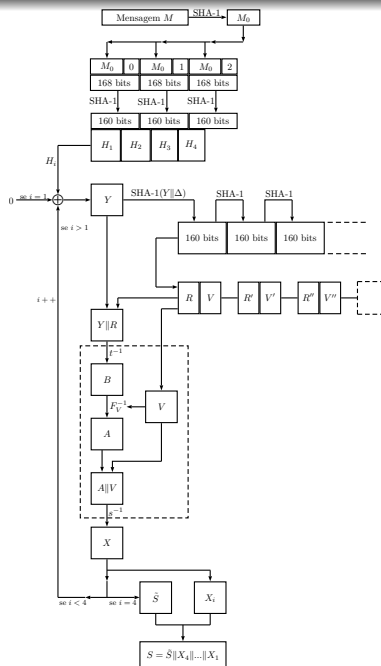 Mensagem M
SHA-1
M₀
M₀ 0 M₀ 1 M₀ 2
168 bits 168 bits 168 bits
SHA-1 SHA-1 SHA-1
160 bits 160 bits 160 bits
H₁ H₂ H₃ H₄
Hᵢ
0 se i = 1 ⊕ Y SHA-1(Y‖Δ) SHA-1 SHA-1
se i > 1
160 bits 160 bits 160 bits
i + +
R V R′ V′ R″ V″
Y‖R
t⁻¹
B
F_V⁻¹ V
A
A‖V
s⁻¹
X
se i < 4 se i = 4 S̃ Xᵢ
S = S̃‖X₄‖...‖X₁